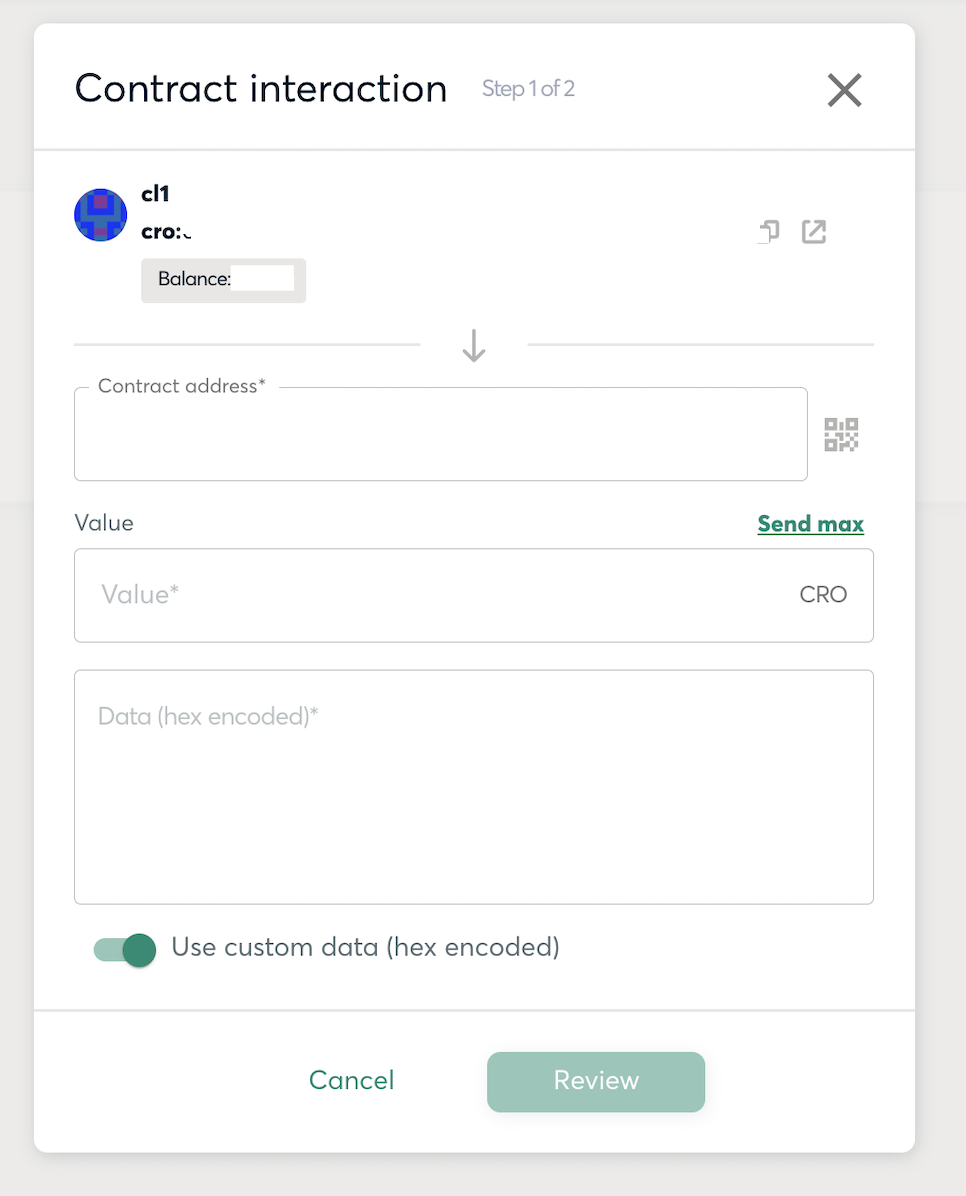 Contract interaction Step 1 of 2
cl1
cro:
Balance:
Contract address*
Value Send max
Value* CRO
Data (hex encoded)*
Use custom data (hex encoded)
Cancel Review